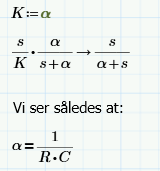 K:=α
s/K · α/(s+α) → s/(α+s)
Vi ser således at:
α = 1/(R·C)